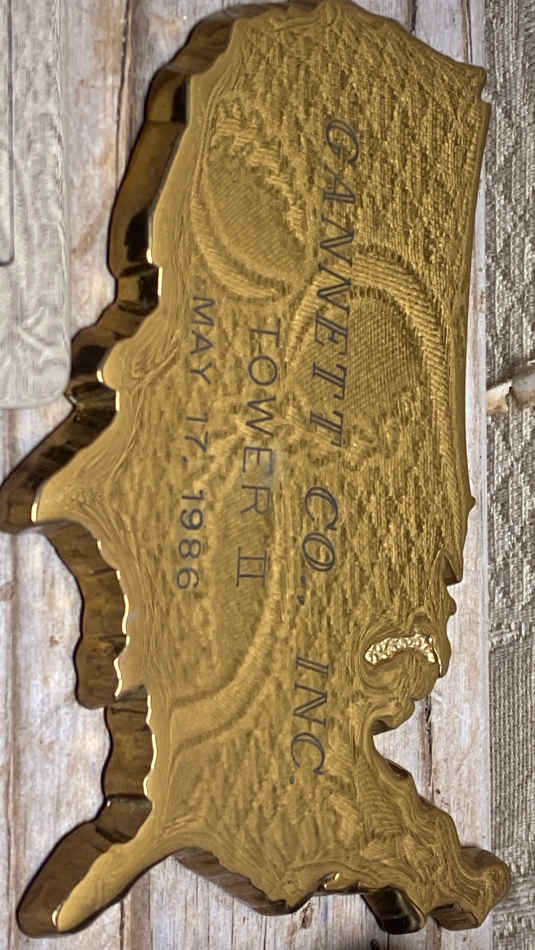 GANNETT CO., INC.
TOWER II
MAY 17, 1986